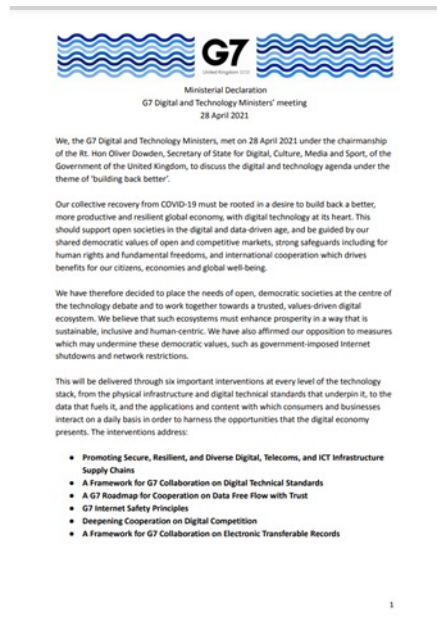 G7
United Kingdom 2021
Ministerial Declaration
G7 Digital and Technology Ministers' meeting
28 April 2021
We, the G7 Digital and Technology Ministers, met on 28 April 2021 under the chairmanship
of the Rt. Hon Oliver Dowden, Secretary of State for Digital, Culture, Media and Sport, of the
Government of the United Kingdom, to discuss the digital and technology agenda under the
theme of 'building back better'.
Our collective recovery from COVID-19 must be rooted in a desire to build back a better,
more productive and resilient global economy, with digital technology at its heart. This
should support open societies in the digital and data-driven age, and be guided by our
shared democratic values of open and competitive markets, strong safeguards including for
human rights and fundamental freedoms, and international cooperation which drives
benefits for our citizens, economies and global well-being.
We have therefore decided to place the needs of open, democratic societies at the centre of
the technology debate and to work together towards a trusted, values-driven digital
ecosystem. We believe that such ecosystems must enhance prosperity in a way that is
sustainable, inclusive and human-centric. We have also affirmed our opposition to measures
which may undermine these democratic values, such as government-imposed Internet
shutdowns and network restrictions.
This will be delivered through six important interventions at every level of the technology
stack, from the physical infrastructure and digital technical standards that underpin it, to the
data that fuels it, and the applications and content with which consumers and businesses
interact on a daily basis in order to harness the opportunities that the digital economy
presents. The interventions address:
● Promoting Secure, Resilient, and Diverse Digital, Telecoms, and ICT Infrastructure
Supply Chains
● A Framework for G7 Collaboration on Digital Technical Standards
● A G7 Roadmap for Cooperation on Data Free Flow with Trust
● G7 Internet Safety Principles
● Deepening Cooperation on Digital Competition
● A Framework for G7 Collaboration on Electronic Transferable Records
1